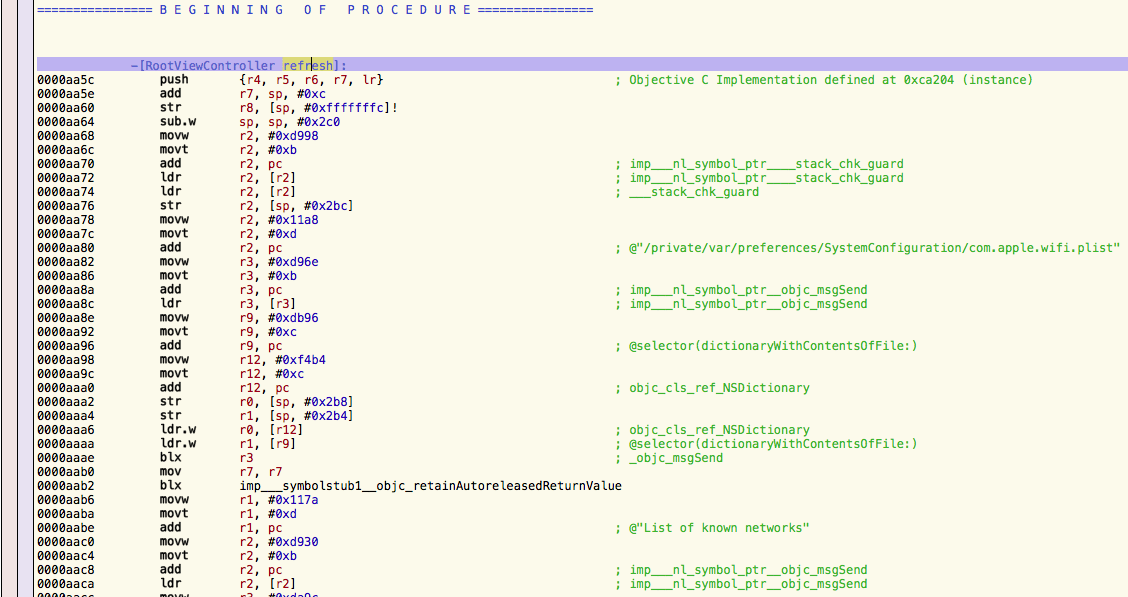 ================ B E G I N N I N G   O F   P R O C E D U R E ================
-[RootViewController refresh]:
0000aa5c push {r4, r5, r6, r7, lr} ; Objective C Implementation defined at 0xca204 (instance)
0000aa5e add r7, sp, #0xc
0000aa60 str r8, [sp, #0xfffffffc]!
0000aa64 sub.w sp, sp, #0x2c0
0000aa68 movw r2, #0xd998
0000aa6c movt r2, #0xb
0000aa70 add r2, pc ; imp___nl_symbol_ptr____stack_chk_guard
0000aa72 ldr r2, [r2] ; imp___nl_symbol_ptr____stack_chk_guard
0000aa74 ldr r2, [r2] ; ___stack_chk_guard
0000aa76 str r2, [sp, #0x2bc]
0000aa78 movw r2, #0x11a8
0000aa7c movt r2, #0xd
0000aa80 add r2, pc ; @"/private/var/preferences/SystemConfiguration/com.apple.wifi.plist"
0000aa82 movw r3, #0xd96e
0000aa86 movt r3, #0xb
0000aa8a add r3, pc ; imp___nl_symbol_ptr__objc_msgSend
0000aa8c ldr r3, [r3] ; imp___nl_symbol_ptr__objc_msgSend
0000aa8e movw r9, #0xdb96
0000aa92 movt r9, #0xc
0000aa96 add r9, pc ; @selector(dictionaryWithContentsOfFile:)
0000aa98 movw r12, #0xf4b4
0000aa9c movt r12, #0xc
0000aaa0 add r12, pc ; objc_cls_ref_NSDictionary
0000aaa2 str r0, [sp, #0x2b8]
0000aaa4 str r1, [sp, #0x2b4]
0000aaa6 ldr.w r0, [r12] ; objc_cls_ref_NSDictionary
0000aaaa ldr.w r1, [r9] ; @selector(dictionaryWithContentsOfFile:)
0000aaae blx r3 ; _objc_msgSend
0000aab0 mov r7, r7
0000aab2 blx imp___symbolstub1__objc_retainAutoreleasedReturnValue
0000aab6 movw r1, #0x117a
0000aaba movt r1, #0xd
0000aabe add r1, pc ; @"List of known networks"
0000aac0 movw r2, #0xd930
0000aac4 movt r2, #0xb
0000aac8 add r2, pc ; imp___nl_symbol_ptr__objc_msgSend
0000aaca ldr r2, [r2] ; imp___nl_symbol_ptr__objc_msgSend
0000aacc movw r3, #0xda9c